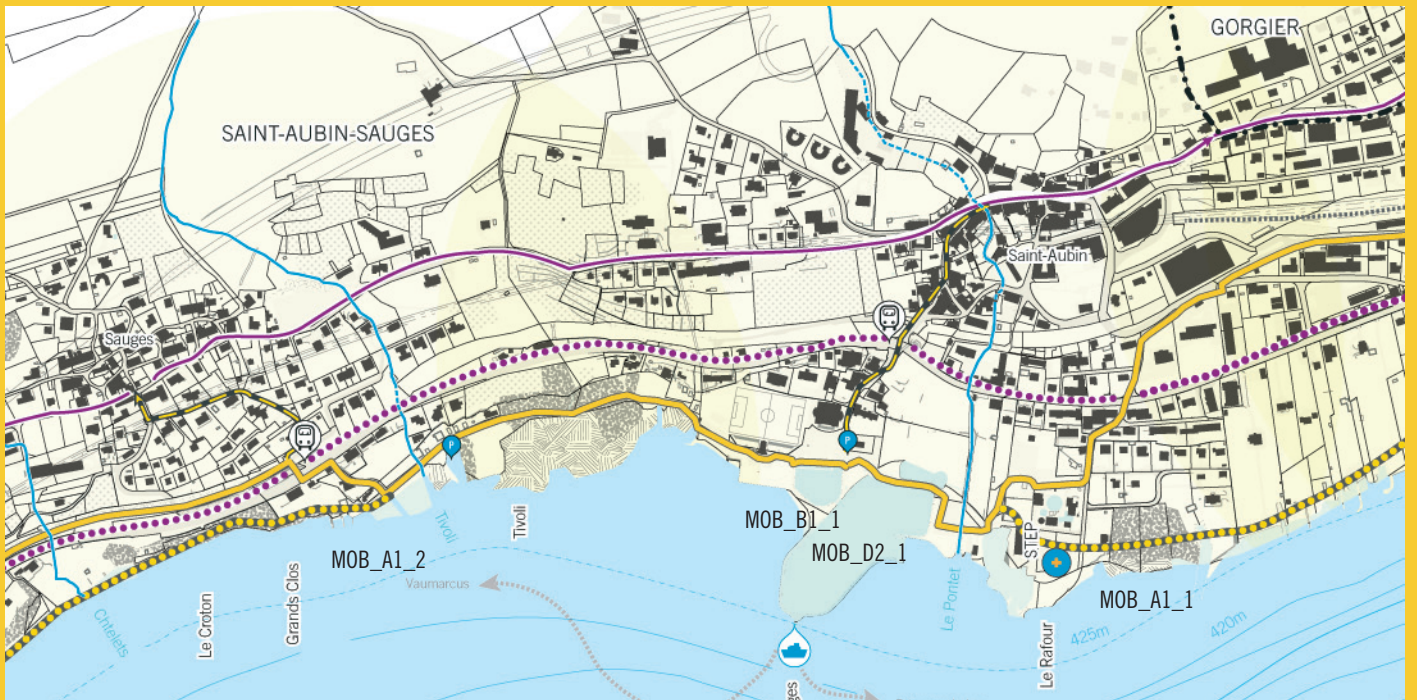 GORGIER
SAINT-AUBIN-SAUGES
Saint-Aubin
Sauges
P
P
MOB_B1_1
MOB_D2_1
MOB_A1_2
MOB_A1_1
STEP
Tivoli
Tivoli
Vaumarcus
Le Pontet
Chtelets
Le Croton
Grands Clos
Le Rafour
425m
420m
ges